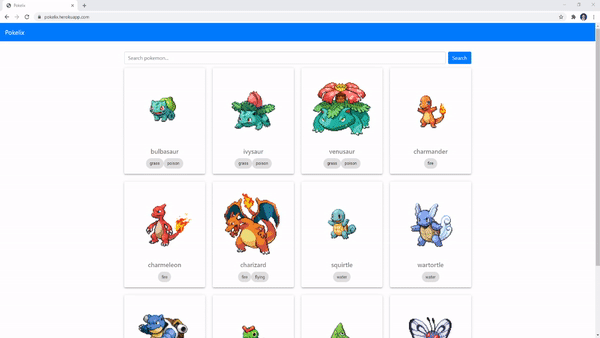 Pokelix
pokelix.herokuapp.com
Pokelix
Search pokemon...
Search
bulbasaur
grass poison
ivysaur
grass poison
venusaur
grass poison
charmander
fire
charmeleon
fire
charizard
fire flying
squirtle
water
wartortle
water